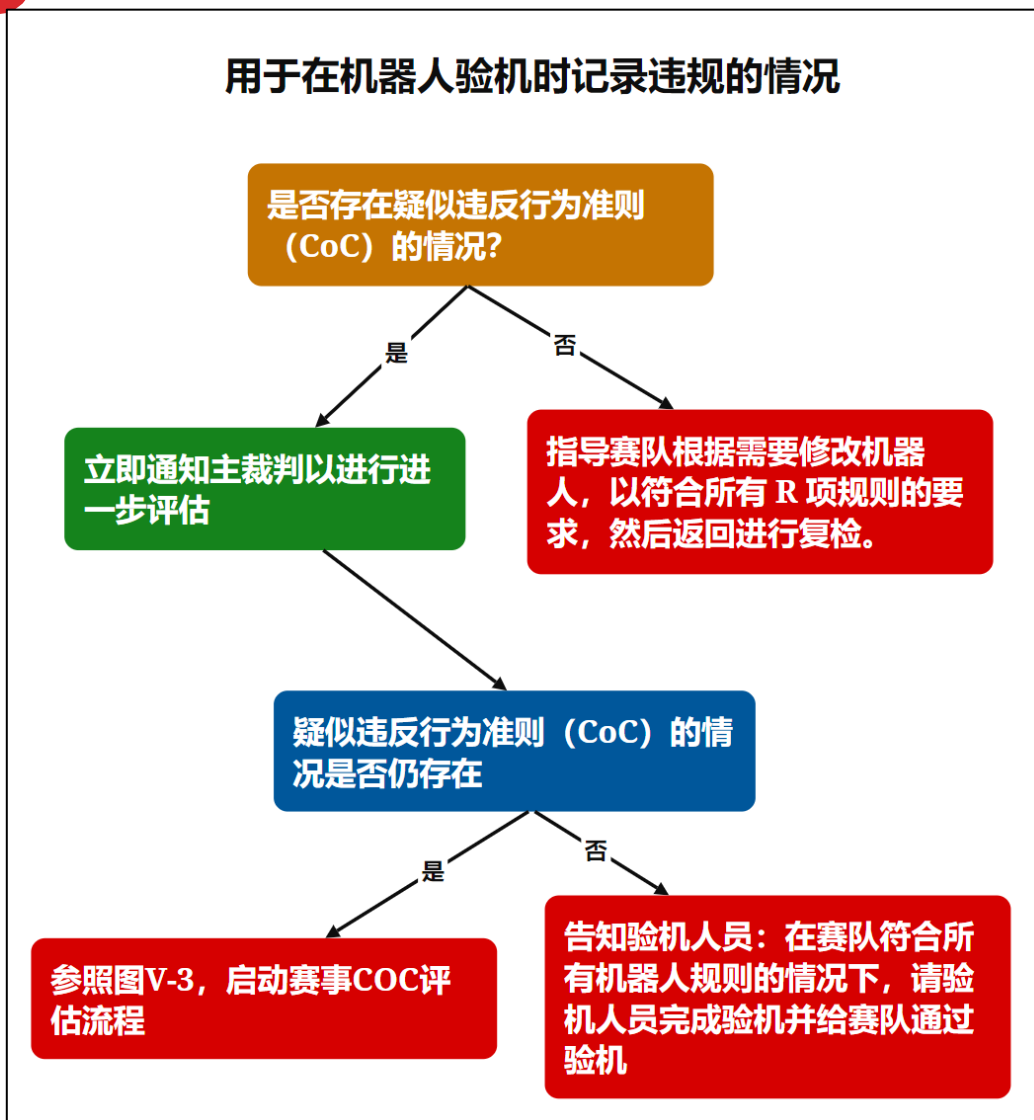 用于在机器人验机时记录违规的情况
是否存在疑似违反行为准则
（CoC）的情况？
是
否
立即通知主裁判以进行进
一步评估
指导赛队根据需要修改机器
人，以符合所有 R 项规则的要
求，然后返回进行复检。
疑似违反行为准则（CoC）的情
况是否仍存在
是
否
参照图V-3，启动赛事COC评
估流程
告知验机人员：在赛队符合所
有机器人规则的情况下，请验
机人员完成验机并给赛队通过
验机